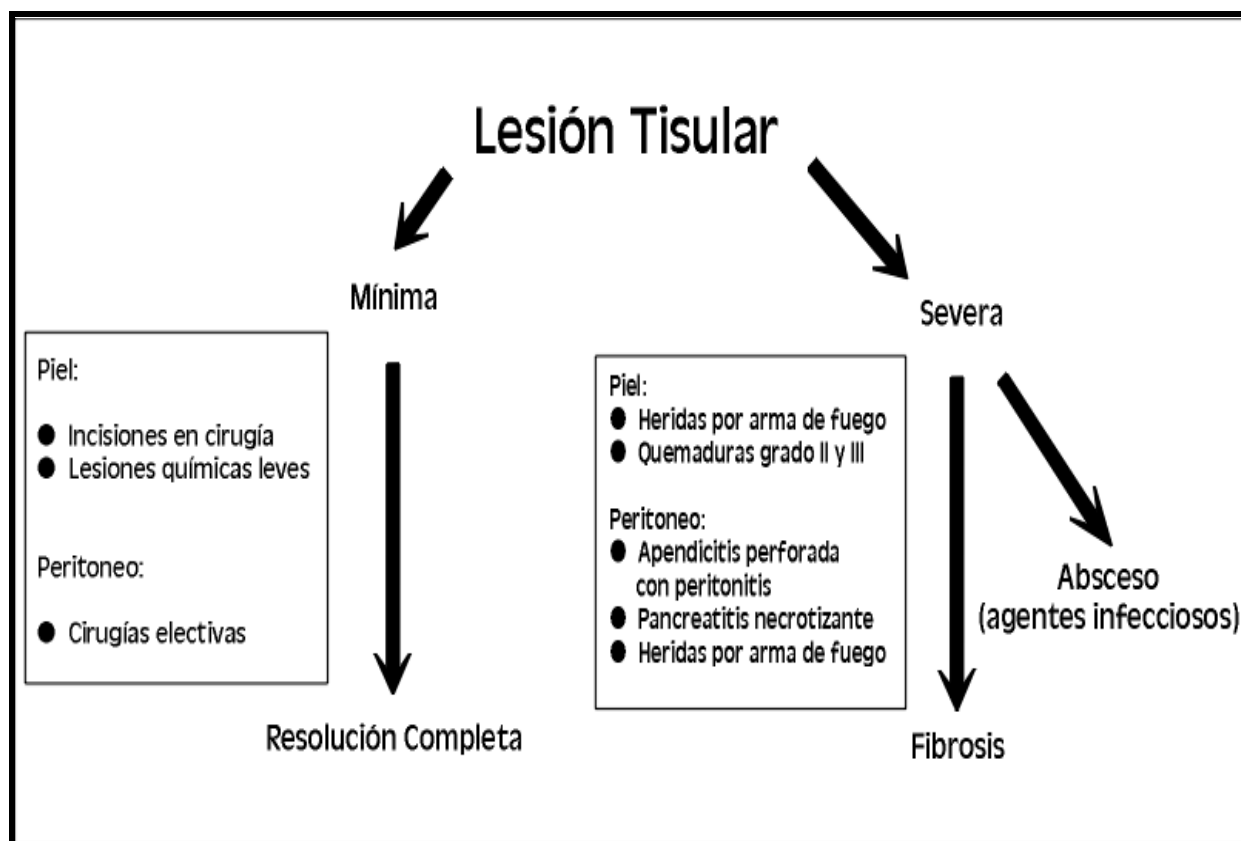 Lesión Tisular
Mínima
Severa
Piel:
● Incisiones en cirugía
● Lesiones químicas leves
Peritoneo:
● Cirugías electivas
Piel:
● Heridas por arma de fuego
● Quemaduras grado II y III
Peritoneo:
● Apendicitis perforada
con peritonitis
● Pancreatitis necrotizante
● Heridas por arma de fuego
Absceso
(agentes infecciosos)
Resolución Completa
Fibrosis